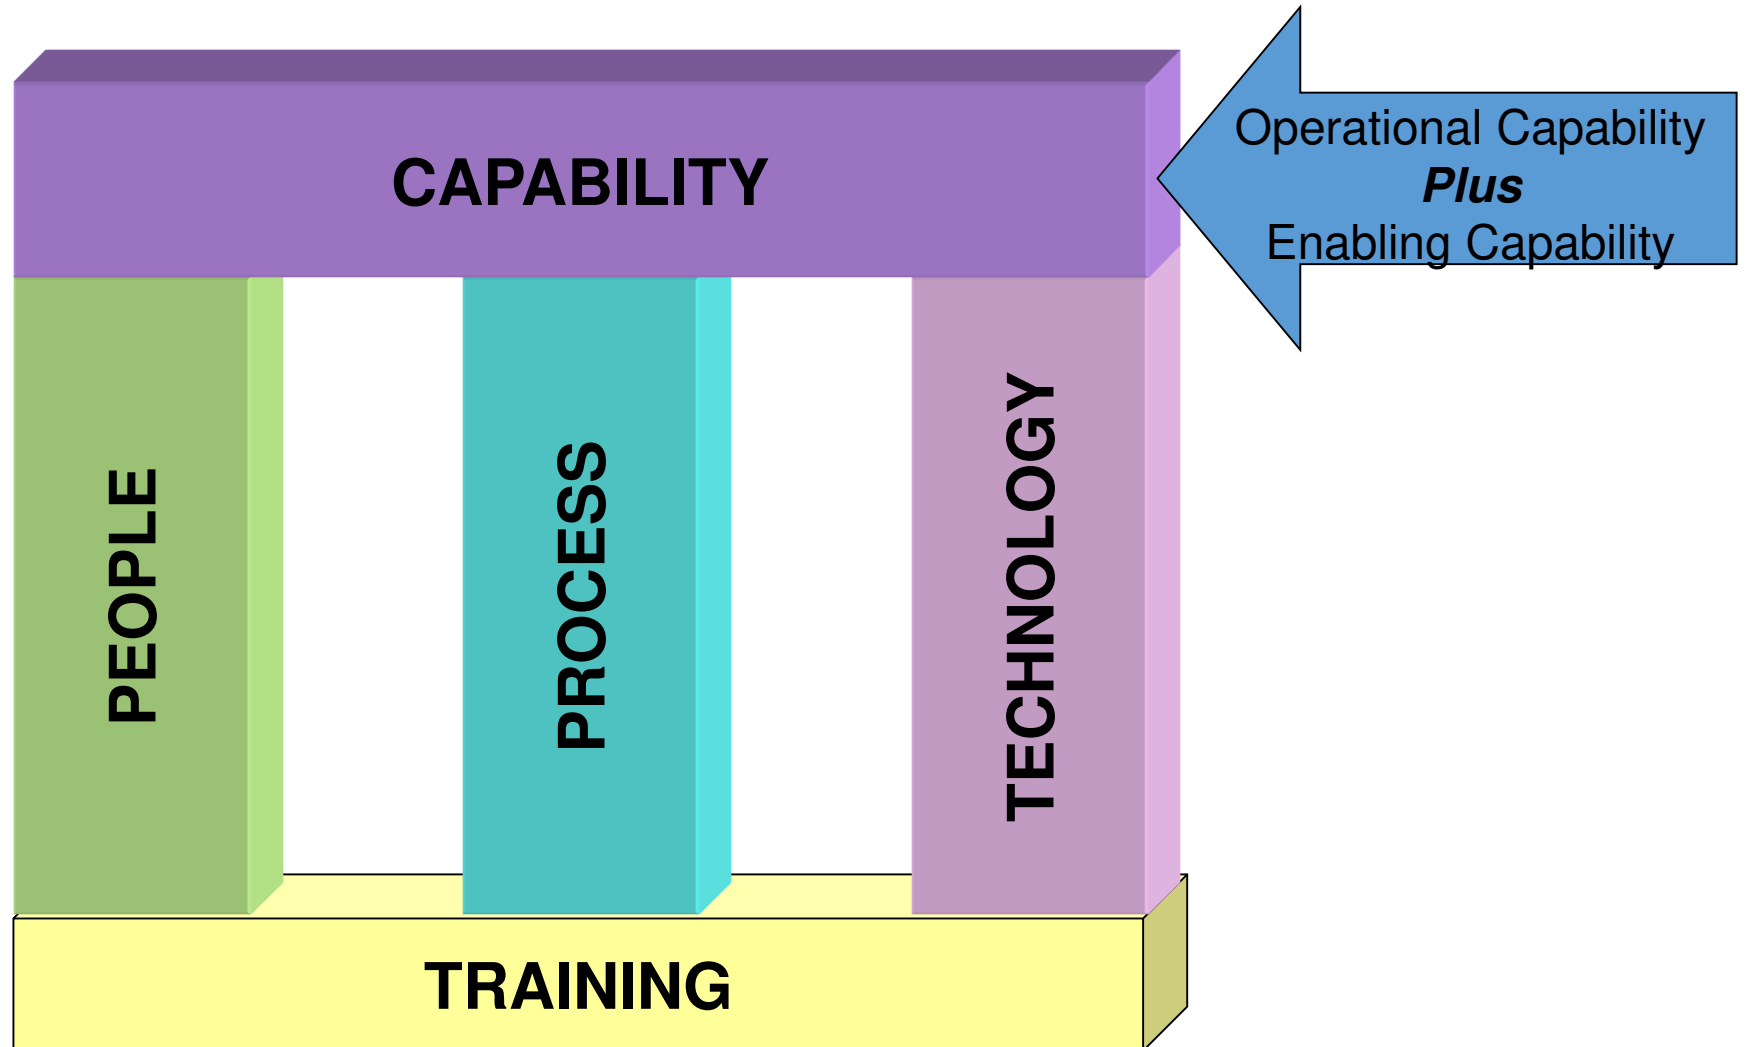 CAPABILITY
Operational Capability
Plus
Enabling Capability
PEOPLE
PROCESS
TECHNOLOGY
TRAINING